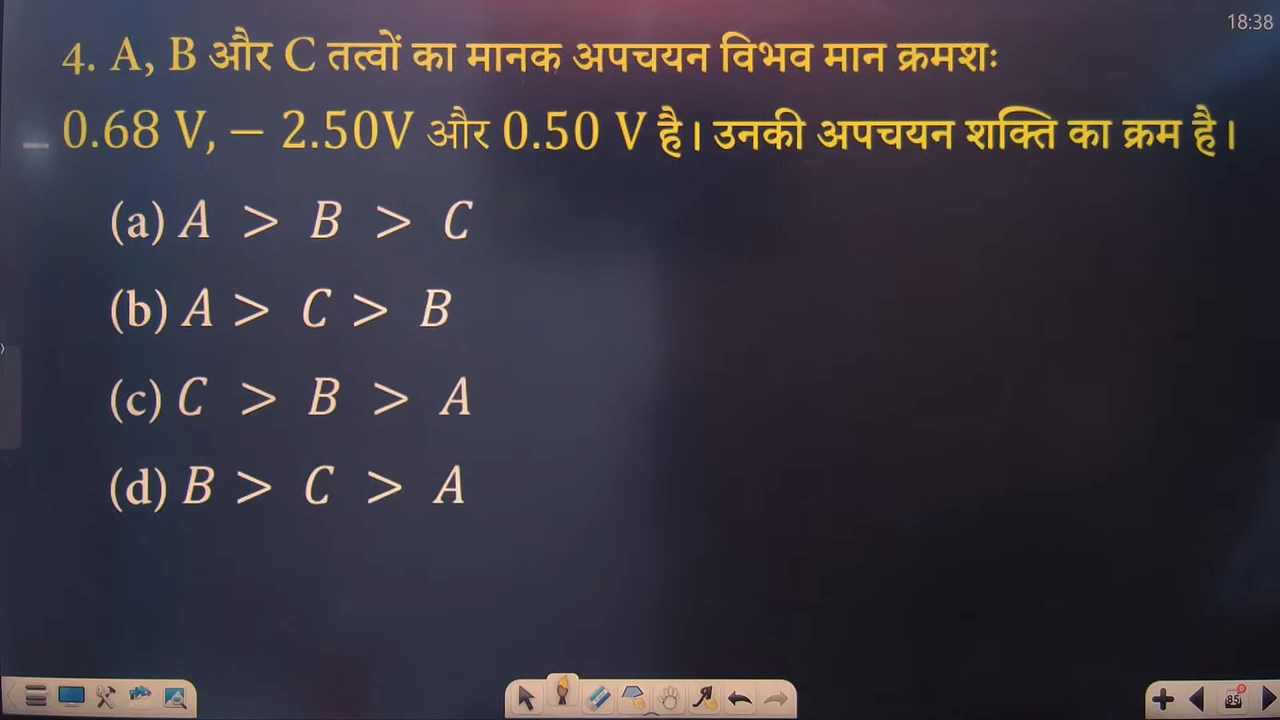 18:38
4. A, B और C तत्वों का मानक अपचयन विभव मान क्रमशः
0.68 V, − 2.50V और 0.50 V है। उनकी अपचयन शक्ति का क्रम है।
(a) A > B > C
(b) A > C > B
(c) C > B > A
(d) B > C > A
85